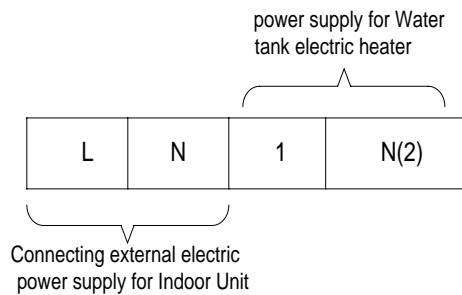 power supply for Water
tank electric heater
L N 1 N(2)
Connecting external electric
power supply for Indoor Unit